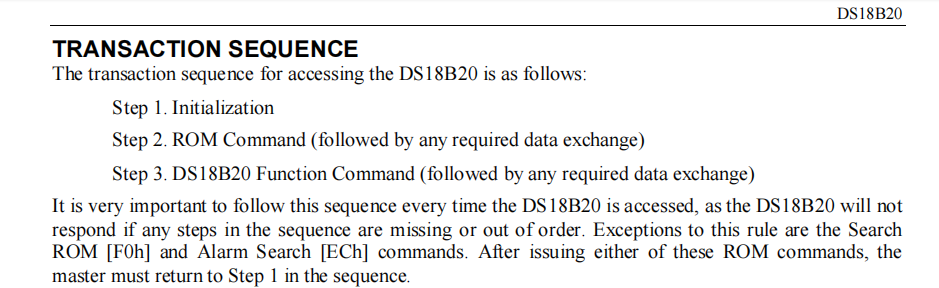 DS18B20
TRANSACTION SEQUENCE
The transaction sequence for accessing the DS18B20 is as follows:
Step 1. Initialization
Step 2. ROM Command (followed by any required data exchange)
Step 3. DS18B20 Function Command (followed by any required data exchange)
It is very important to follow this sequence every time the DS18B20 is accessed, as the DS18B20 will not
respond if any steps in the sequence are missing or out of order. Exceptions to this rule are the Search
ROM [F0h] and Alarm Search [ECh] commands. After issuing either of these ROM commands, the
master must return to Step 1 in the sequence.